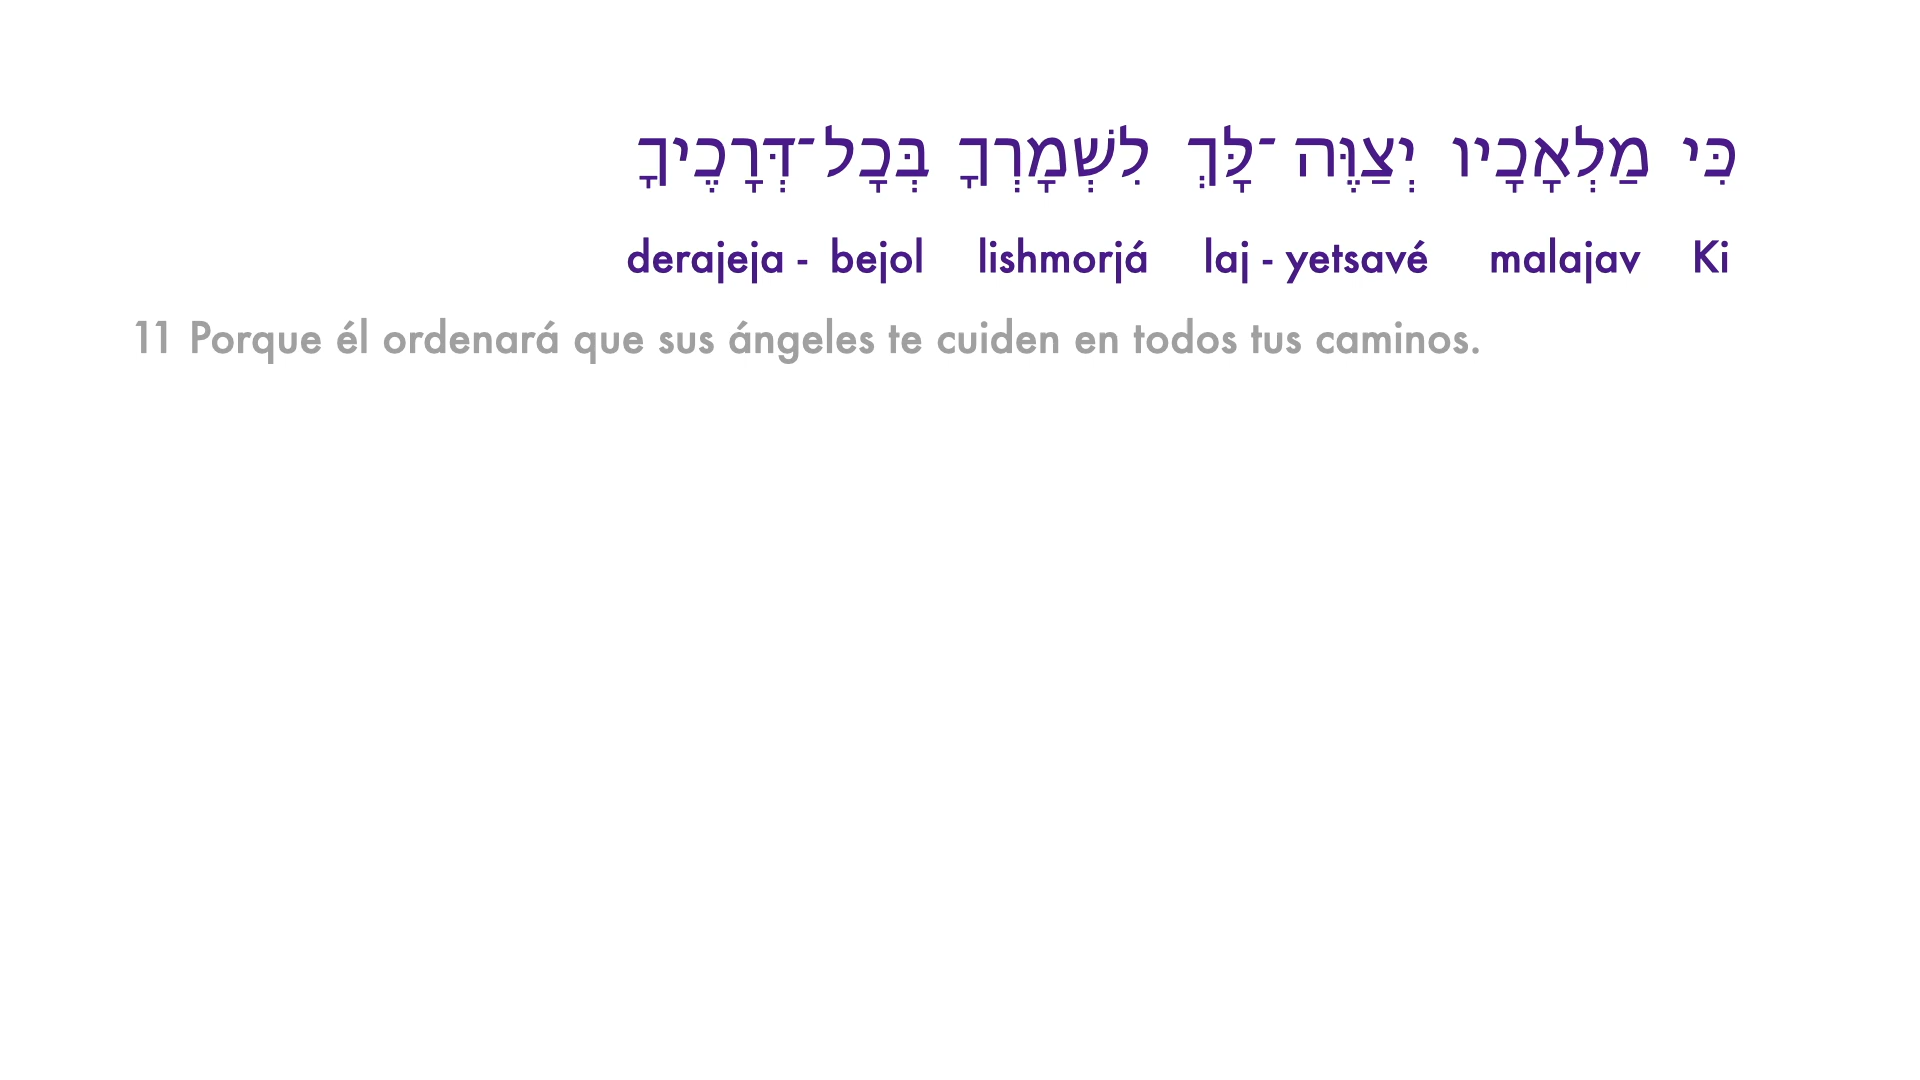 כִּי מַלְאָכָיו יְצַוֶּה ־לָּךְ לִשְׁמָרְךָ בְּכָל־דְּרָכֶיךָ
derajeja - bejol lishmorjá laj - yetsavé malajav Ki
11 Porque él ordenará que sus ángeles te cuiden en todos tus caminos.